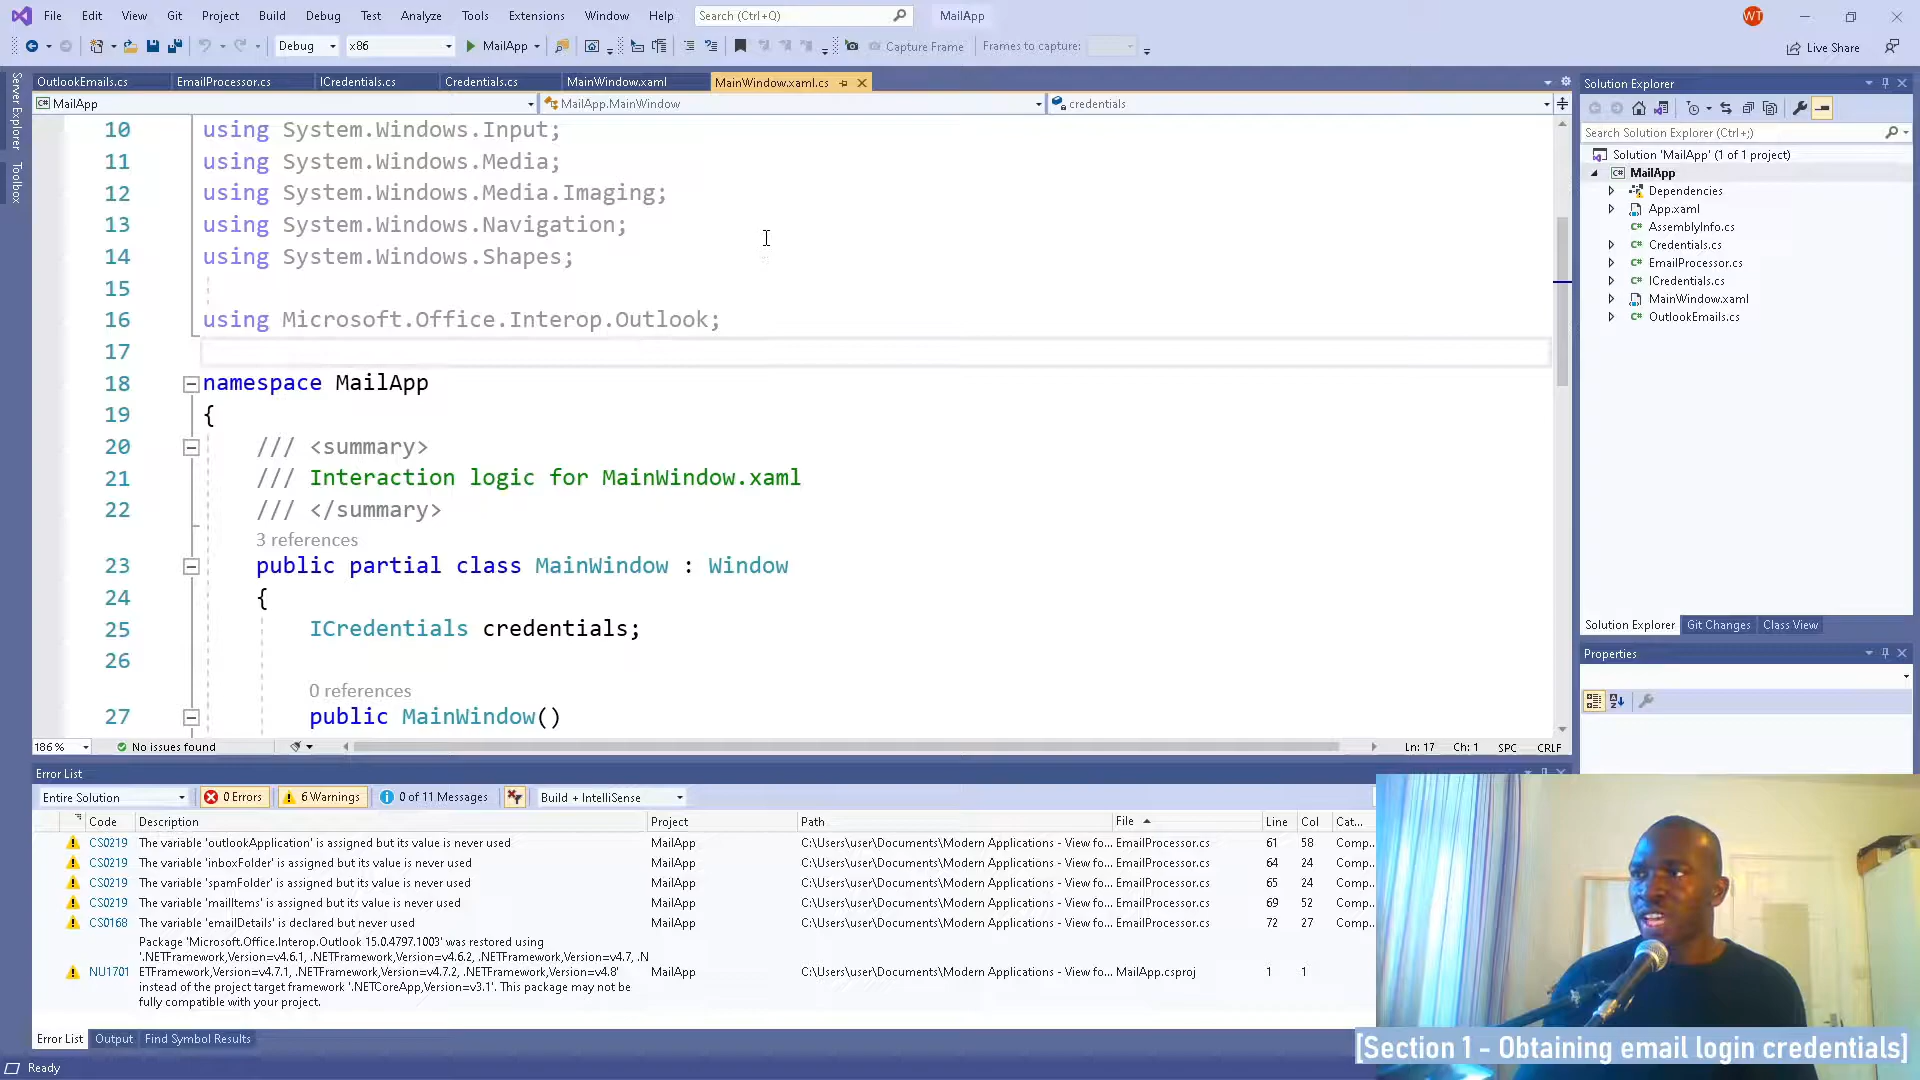 File Edit View Git Project Build Debug Test Analyze Tools Extensions Window Help Search (Ctrl+Q) MailApp WT
Debug x86 MailApp Capture Frame Frames to capture: Live Share
OutlookEmails.cs EmailProcessor.cs ICredentials.cs Credentials.cs MainWindow.xaml MainWindow.xaml.cs
MailApp MailApp.MainWindow credentials
Server Explorer
Toolbox
10 using System.Windows.Input;
11 using System.Windows.Media;
12 using System.Windows.Media.Imaging;
13 using System.Windows.Navigation;
14 using System.Windows.Shapes;
15
16 using Microsoft.Office.Interop.Outlook;
17
18 namespace MailApp
19 {
20 /// <summary>
21 /// Interaction logic for MainWindow.xaml
22 /// </summary>
3 references
23 public partial class MainWindow : Window
24 {
25 ICredentials credentials;
26
0 references
27 public MainWindow()
186 % No issues found Ln: 17 Ch: 1 SPC CRLF
Solution Explorer
Search Solution Explorer (Ctrl+;)
Solution 'MailApp' (1 of 1 project)
MailApp
Dependencies
App.xaml
AssemblyInfo.cs
Credentials.cs
EmailProcessor.cs
ICredentials.cs
MainWindow.xaml
OutlookEmails.cs
Solution Explorer Git Changes Class View
Properties
Error List
Entire Solution 0 Errors 6 Warnings 0 of 11 Messages Build + IntelliSense
Code Description Project Path File Line Col Cat...
CS0219 The variable 'outlookApplication' is assigned but its value is never used MailApp C:\Users\user\Documents\Modern Applications - View fo... EmailProcessor.cs 61 58 Comp...
CS0219 The variable 'inboxFolder' is assigned but its value is never used MailApp C:\Users\user\Documents\Modern Applications - View fo... EmailProcessor.cs 64 24 Comp...
CS0219 The variable 'spamFolder' is assigned but its value is never used MailApp C:\Users\user\Documents\Modern Applications - View fo... EmailProcessor.cs 65 24 Comp...
CS0219 The variable 'mailItems' is assigned but its value is never used MailApp C:\Users\user\Documents\Modern Applications - View fo... EmailProcessor.cs 69 52 Comp...
CS0168 The variable 'emailDetails' is declared but never used MailApp C:\Users\user\Documents\Modern Applications - View fo... EmailProcessor.cs 72 27 Comp...
Package 'Microsoft.Office.Interop.Outlook 15.0.4797.1003' was restored using
'.NETFramework,Version=v4.6.1, .NETFramework,Version=v4.6.2, .NETFramework,Version=v4.7, .N
NU1701 ETFramework,Version=v4.7.1, .NETFramework,Version=v4.7.2, .NETFramework,Version=v4.8' MailApp C:\Users\user\Documents\Modern Applications - View fo... MailApp.csproj 1 1
instead of the project target framework '.NETCoreApp,Version=v3.1'. This package may not be
fully compatible with your project.
Error List Output Find Symbol Results
[Section 1 - Obtaining email login credentials]
Ready